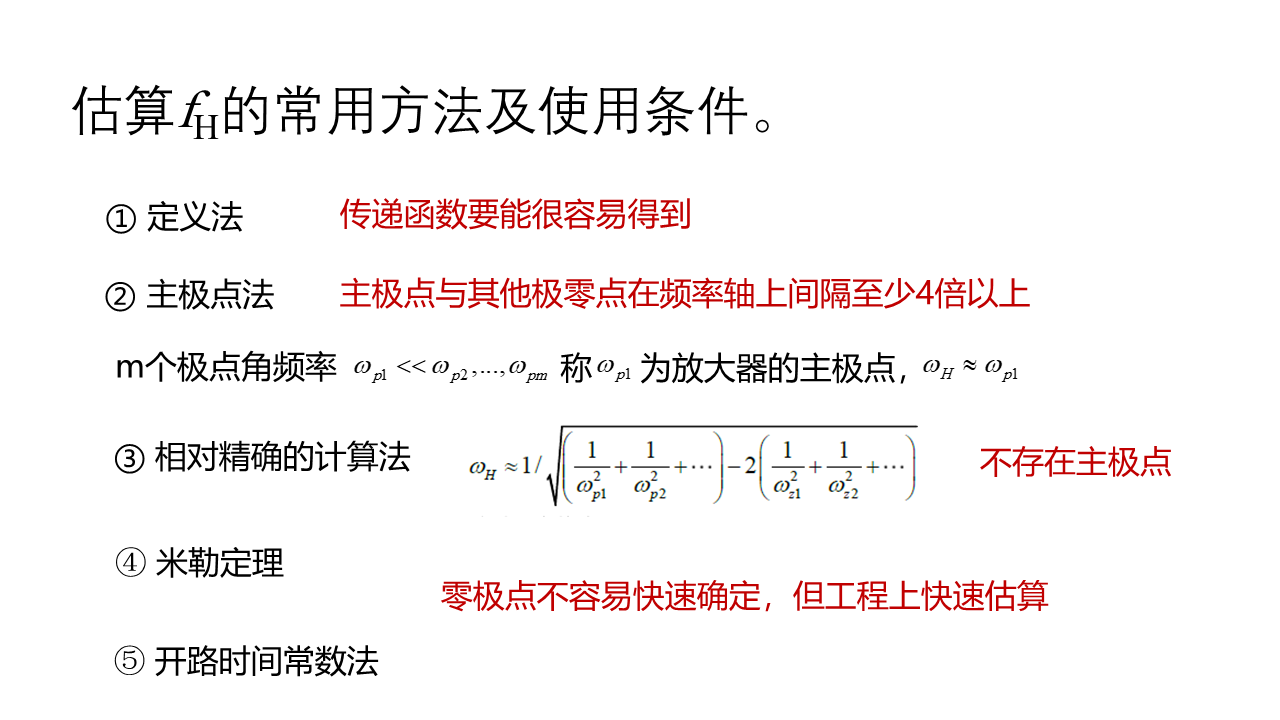 估算fH的常用方法及使用条件。
① 定义法 传递函数要能很容易得到
② 主极点法 主极点与其他极零点在频率轴上间隔至少4倍以上
m个极点角频率 ωp1 << ωp2 ,...,ωpm 称 ωp1 为放大器的主极点，ωH ≈ ωp1
③ 相对精确的计算法 ωH ≈ 1/√((1/ω²p1 + 1/ω²p2 + ⋯) − 2(1/ω²z1 + 1/ω²z2 + ⋯)) 不存在主极点
④ 米勒定理
零极点不容易快速确定，但工程上快速估算
⑤ 开路时间常数法